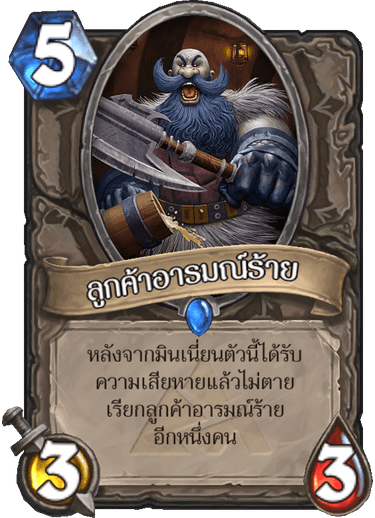 5
ลูกค้าอารมณ์ร้าย
หลังจากมินเนี่ยนตัวนี้ได้รับ
ความเสียหายแล้วไม่ตาย
เรียกลูกค้าอารมณ์ร้าย
อีกหนึ่งคน
3 3